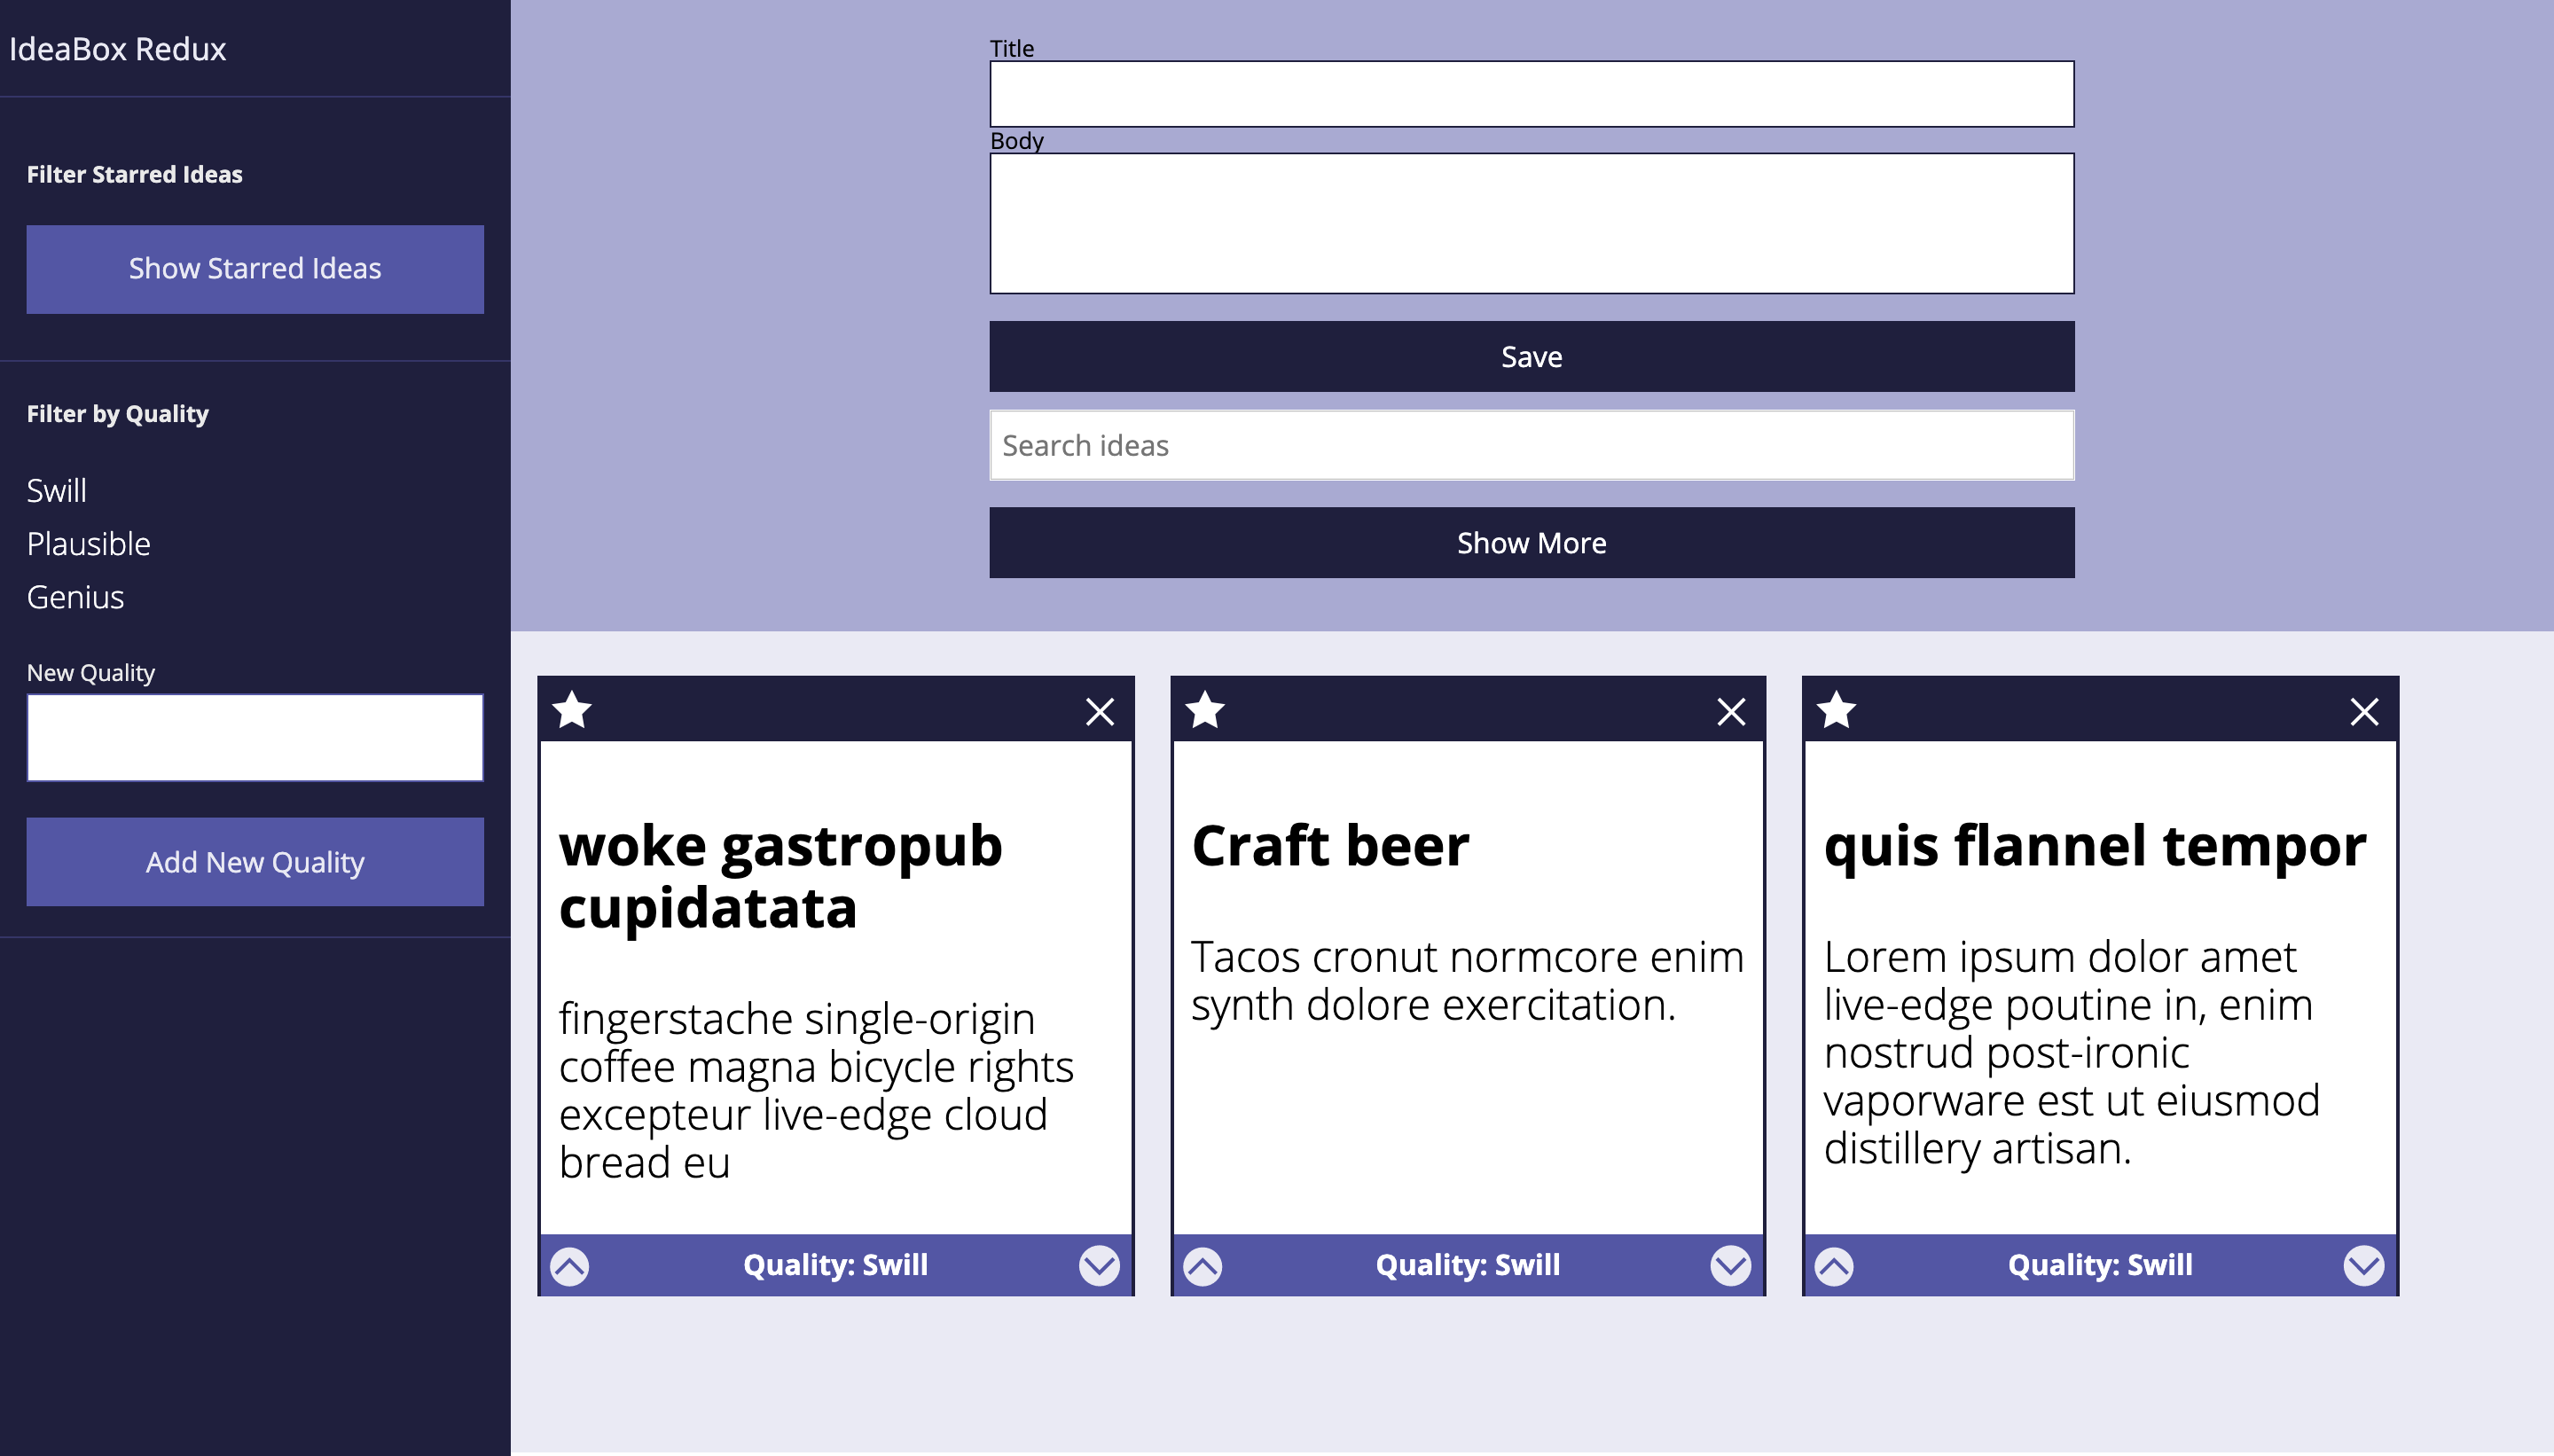 IdeaBox Redux
Filter Starred Ideas
Show Starred Ideas
Filter by Quality
Swill
Plausible
Genius
New Quality
Add New Quality
Title
Body
Save
Search ideas
Show More
woke gastropub
cupidatata
fingerstache single-origin
coffee magna bicycle rights
excepteur live-edge cloud
bread eu
Quality: Swill
Craft beer
Tacos cronut normcore enim
synth dolore exercitation.
Quality: Swill
quis flannel tempor
Lorem ipsum dolor amet
live-edge poutine in, enim
nostrud post-ironic
vaporware est ut eiusmod
distillery artisan.
Quality: Swill